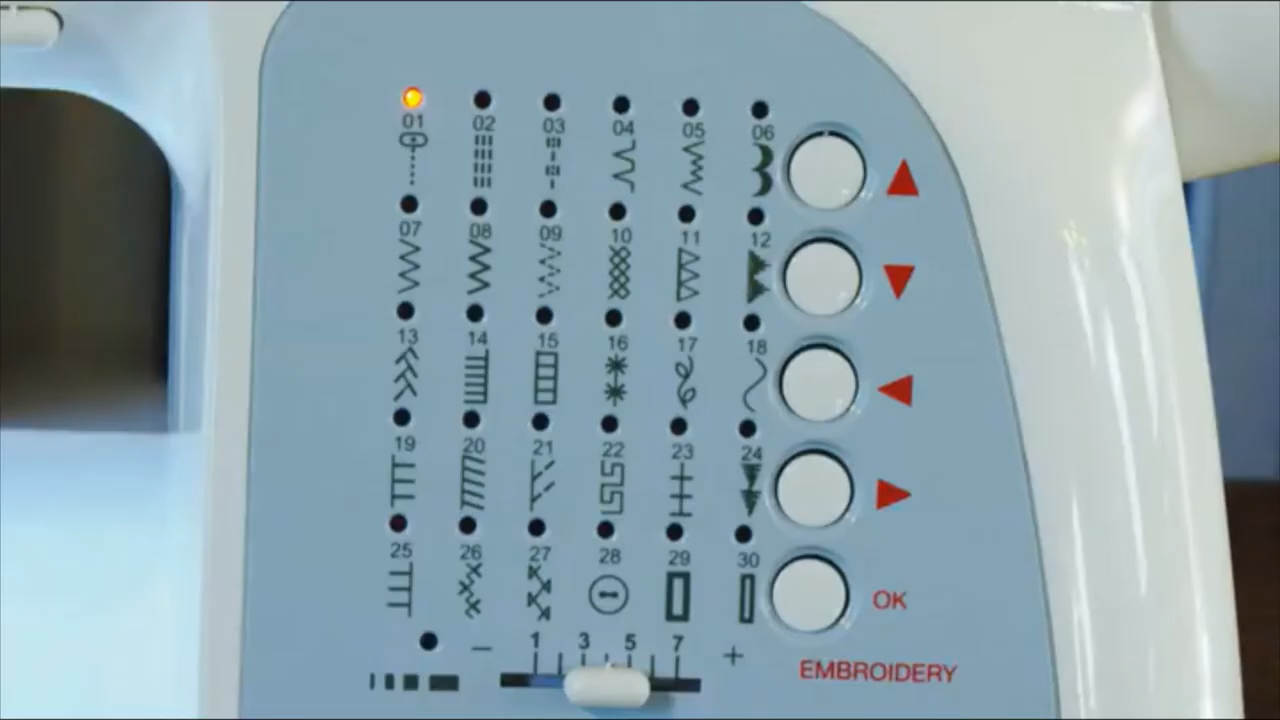 01 02 03 04 05 06
07 08 09 10 11 12
13 14 15 16 17 18
19 20 21 22 23 24
25 26 27 28 29 30
OK
− 1 3 5 7 +
EMBROIDERY